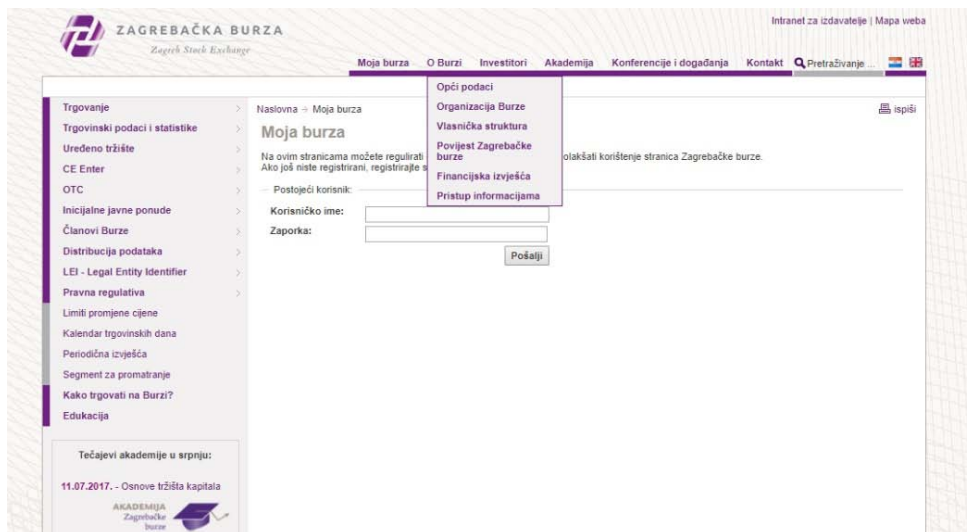 ZAGREBAČKA BURZA
Zagreb Stock Exchange
Intranet za izdavatelje | Mapa weba
Moja burza O Burzi Investitori Akademija Konferencije i događanja Kontakt Pretraživanje ...
Opći podaci
Organizacija Burze
Vlasnička struktura
Povijest Zagrebačke
burze
Financijska izvješća
Pristup informacijama
Trgovanje
Trgovinski podaci i statistike
Uređeno tržište
CE Enter
OTC
Inicijalne javne ponude
Članovi Burze
Distribucija podataka
LEI - Legal Entity Identifier
Pravna regulativa
Limiti promjene cijene
Kalendar trgovinskih dana
Periodična izvješća
Segment za promatranje
Kako trgovati na Burzi?
Edukacija
Tečajevi akademije u srpnju:
11.07.2017. - Osnove tržišta kapitala
AKADEMIJA
Zagrebačke
burze
Naslovna → Moja burza
ispiši
Moja burza
Na ovim stranicama možete regulirati olakšati korištenje stranica Zagrebačke burze.
Ako još niste registrirani, registrirajte s
Postojeći korisnik:
Korisničko ime:
Zaporka:
Pošalji